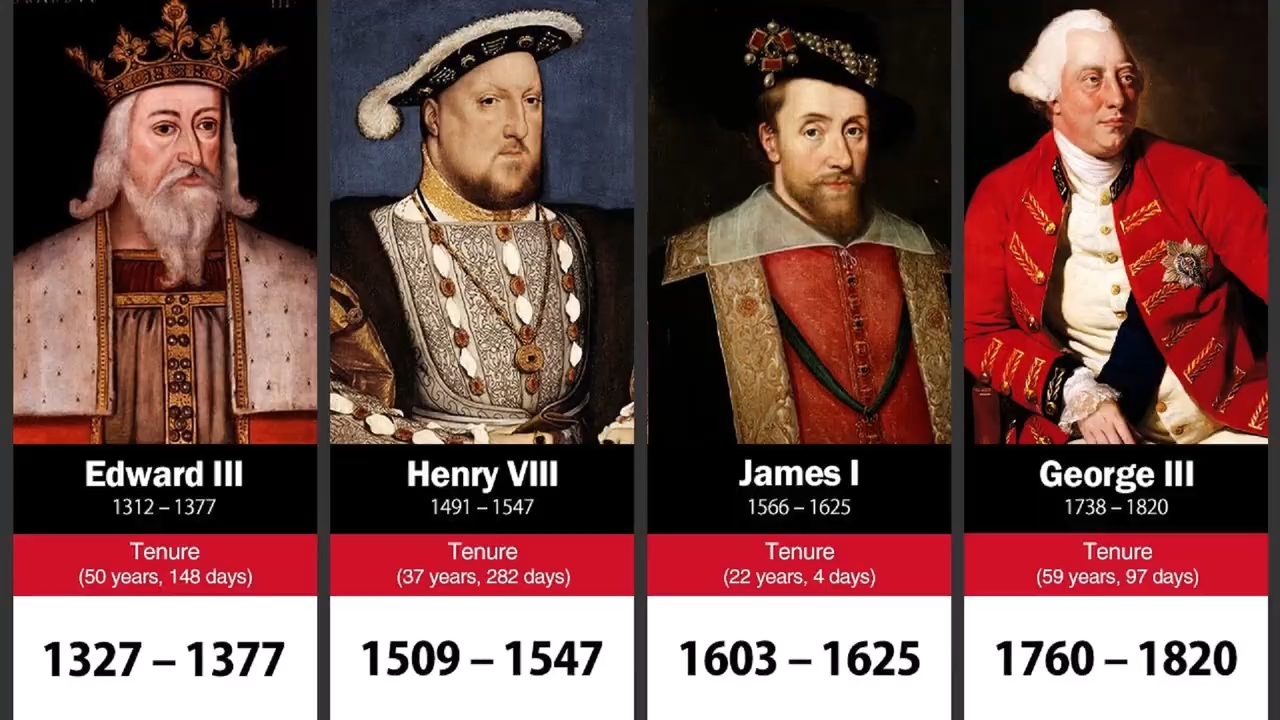 Edward III
1312 – 1377
Tenure
(50 years, 148 days)
1327 – 1377
Henry VIII
1491 – 1547
Tenure
(37 years, 282 days)
1509 – 1547
James I
1566 – 1625
Tenure
(22 years, 4 days)
1603 – 1625
George III
1738 – 1820
Tenure
(59 years, 97 days)
1760 – 1820